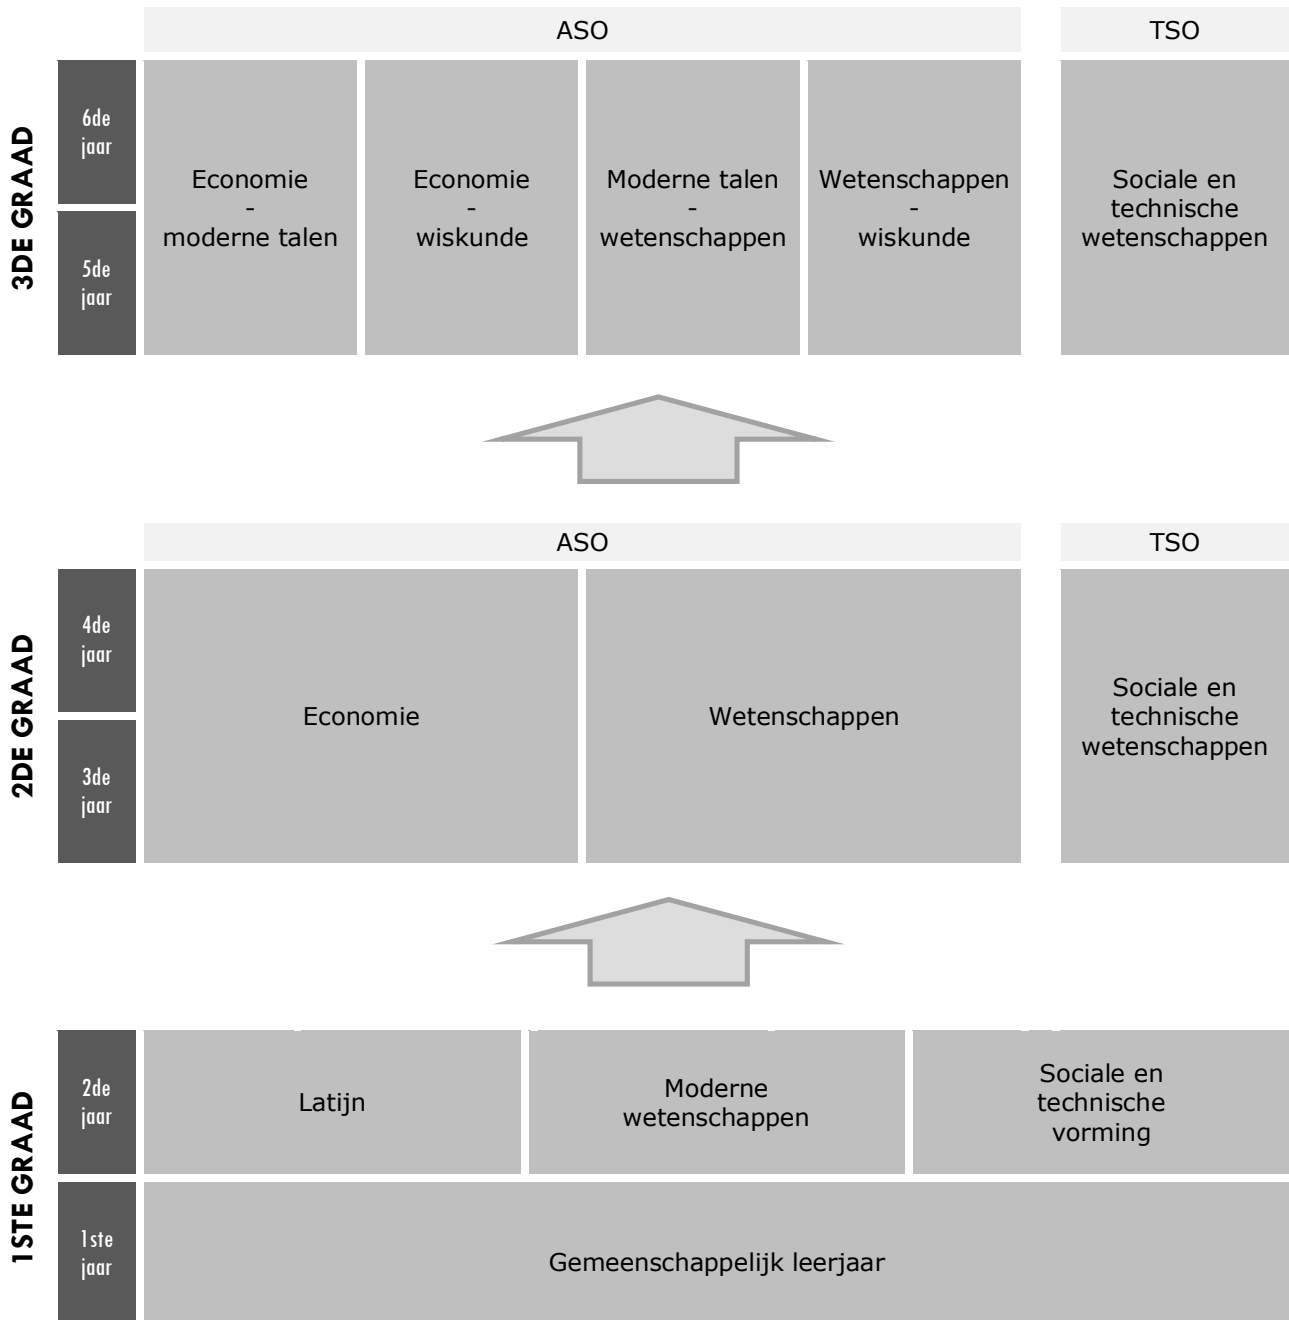 ASO
TSO
3DE GRAAD
6de
jaar
5de
jaar
Economie
-
moderne talen
Economie
-
wiskunde
Moderne talen
-
wetenschappen
Wetenschappen
-
wiskunde
Sociale en
technische
wetenschappen
ASO
TSO
2DE GRAAD
4de
jaar
3de
jaar
Economie
Wetenschappen
Sociale en
technische
wetenschappen
1STE GRAAD
2de
jaar
Latijn
Moderne
wetenschappen
Sociale en
technische
vorming
1ste
jaar
Gemeenschappelijk leerjaar